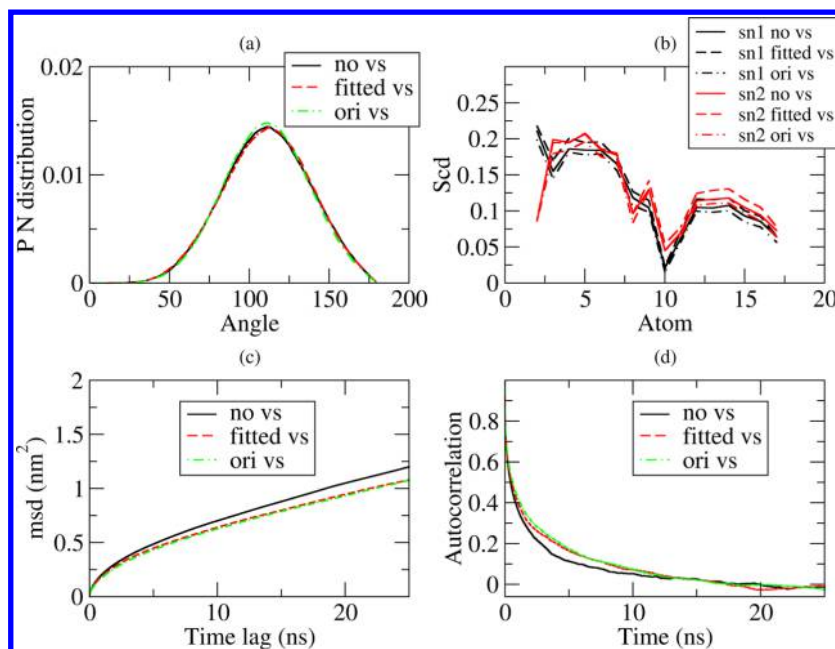 (a)
no vs
fitted vs
ori vs
0.02
0.01
0
P N distribution
0 50 100 150 200
Angle
(b)
sn1 no vs
sn1 fitted vs
sn1 ori vs
sn2 no vs
sn2 fitted vs
sn2 ori vs
0.25
0.2
0.15
0.1
0.05
0
Scd
0 5 10 15 20
Atom
(c)
no vs
fitted vs
ori vs
2
1.5
1
0.5
0
msd (nm²)
0 10 20
Time lag (ns)
(d)
no vs
fitted vs
ori vs
0.8
0.6
0.4
0.2
0
Autocorrelation
0 10 20
Time (ns)